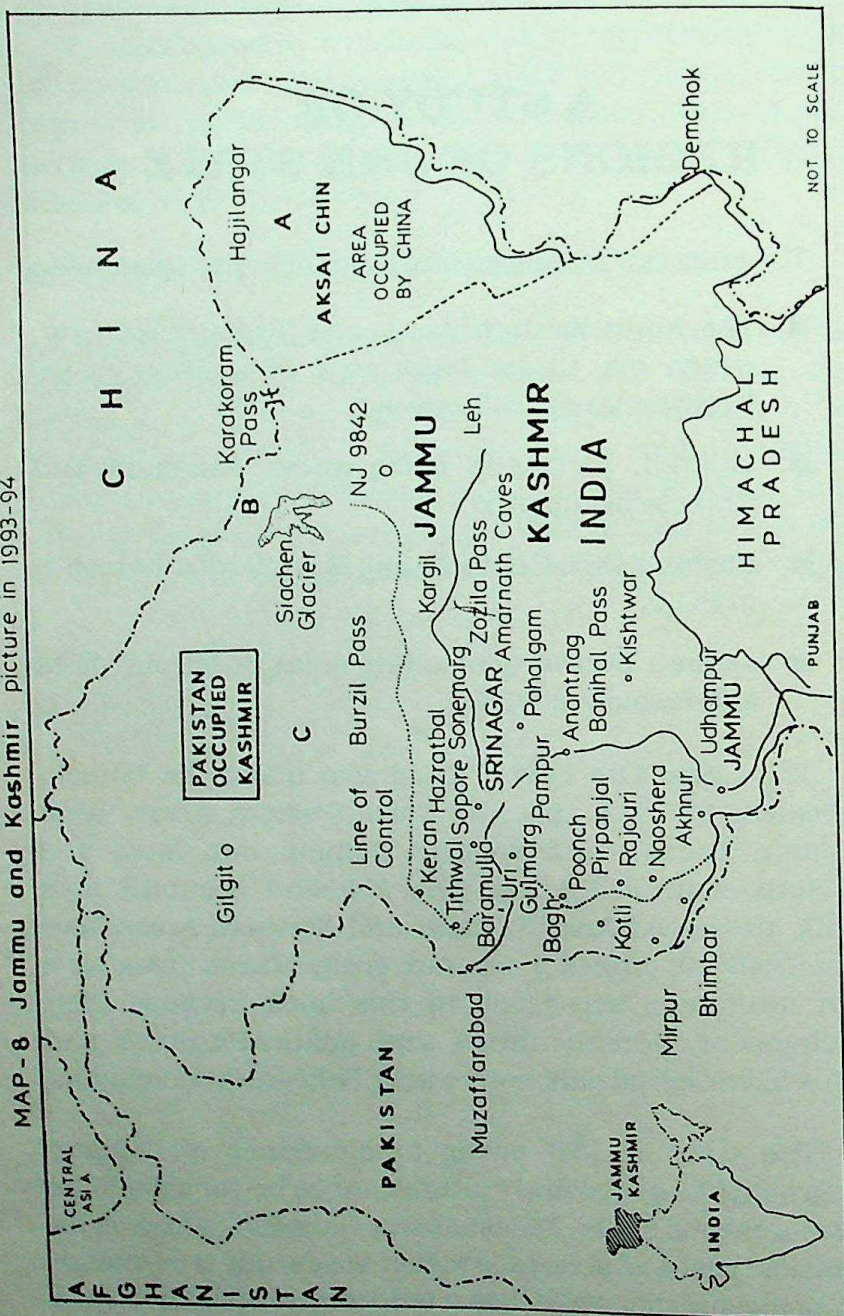 MAP-8 Jammu and Kashmir picture in 1993-94
AFGHANISTAN
CENTRAL
ASIA
CHINA
Hajilangar
A
AKSAI CHIN
AREA
OCCUPIED
BY CHINA
Karakoram
Pass
B
Siachen
Glacier
NJ 9842
PAKISTAN
OCCUPIED
KASHMIR
C
Gilgit
Burzil Pass
Line of
Control
Demchok
JAMMU
KASHMIR
INDIA
Leh
Kargil
Zozila Pass
Amarnath Caves
Keran
Hazratbal
Tithwal
Sopore
Sonemarg
SRINAGAR
Baramulla
Uri
Gulmarg
Pampur
Pahalgam
Anantnag
Banihal Pass
Kishtwar
Bagh
Poonch
Pirpanjal
Rajouri
Kotli
Naoshera
Akhnur
Udhampur
JAMMU
Muzaffarabad
PAKISTAN
Mirpur
Bhimbar
HIMACHAL
PRADESH
PUNJAB
NOT TO SCALE
JAMMU
KASHMIR
INDIA